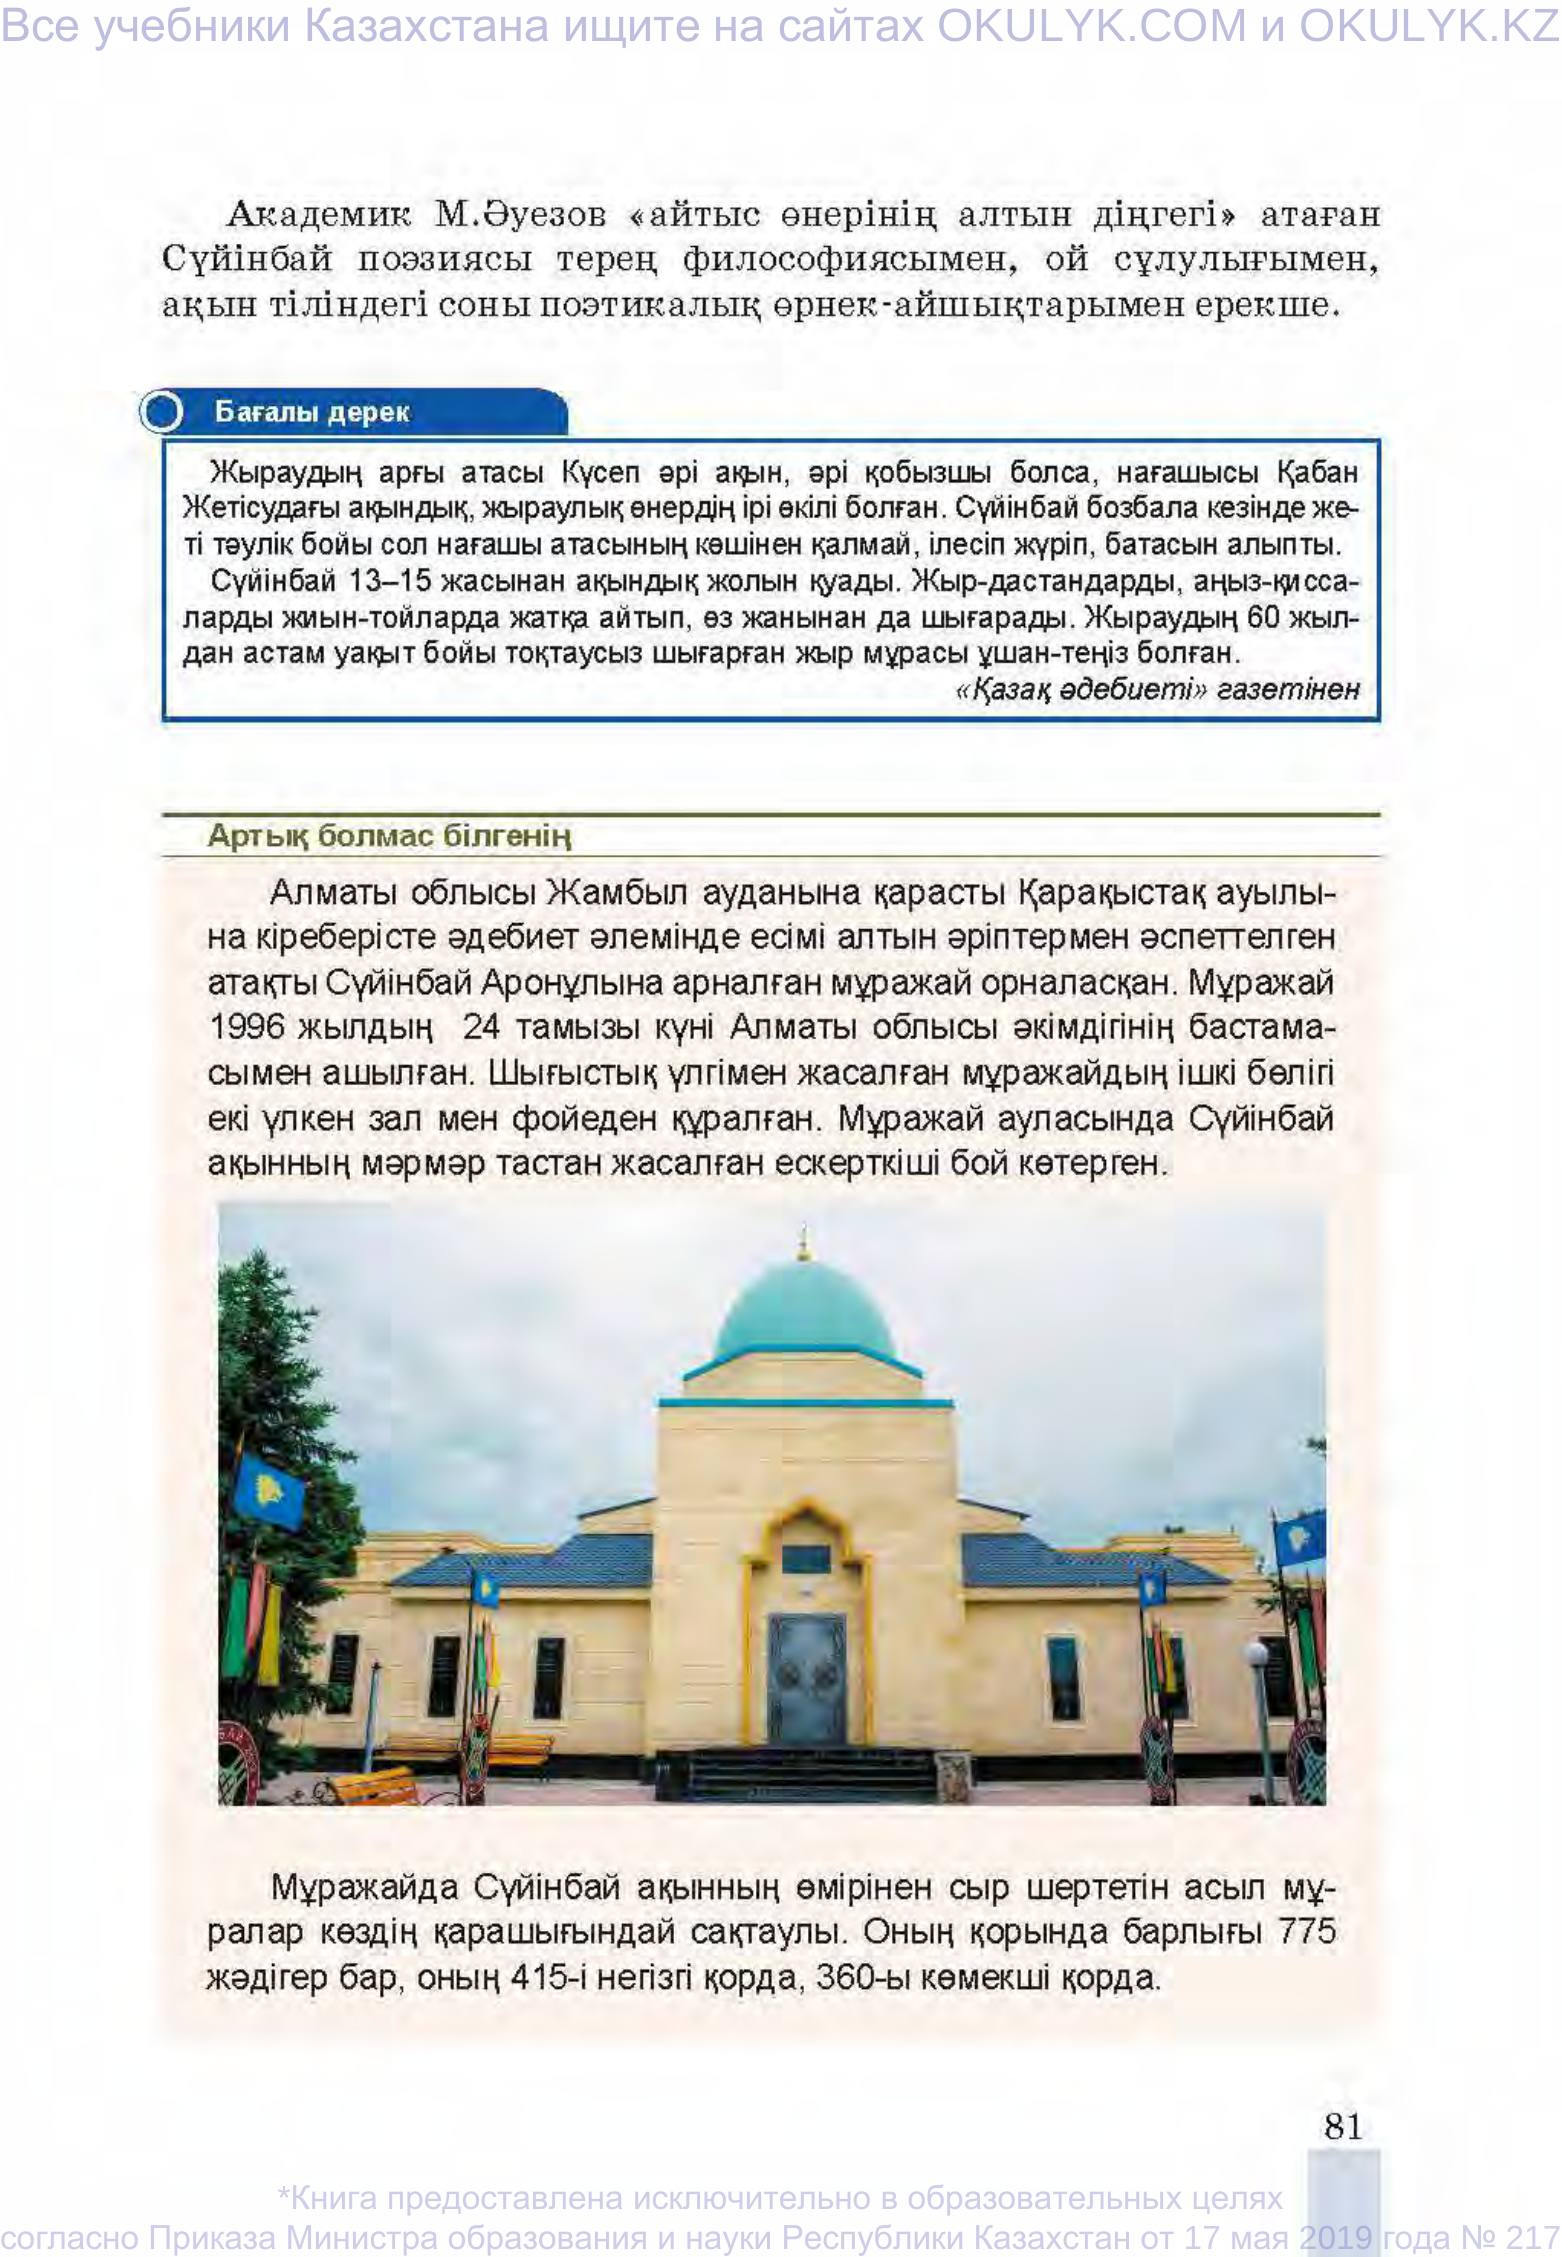 Все учебники Казахстана ищите на сайтах OKULYK.COM и OKULYK.KZ
Академик М.Әуезов «айтыс өнерінің алтын діңгегі» атаған
Сүйінбай поэзиясы терең философиясымен, ой сұлулығымен,
ақын тіліндегі соны поэтикалық өрнек-айшықтарымен ерекше.
Бағалы дерек
Жыраудың арғы атасы Күсеп әрі ақын, әрі қобызшы болса, нағашысы Қабан
Жетісудағы ақындық, жыраулық өнердің ірі өкілі болған. Сүйінбай бозбала кезінде же-
ті тәулік бойы сол нағашы атасының көшінен қалмай, ілесіп жүріп, батасын алыпты.
Сүйінбай 13–15 жасынан ақындық жолын қуады. Жыр-дастандарды, аңыз-қисса-
ларды жиын-тойларда жатқа айтып, өз жанынан да шығарады. Жыраудың 60 жыл-
дан астам уақыт бойы тоқтаусыз шығарған жыр мұрасы ұшан-теңіз болған.
«Қазақ әдебиеті» газетінен
Артық болмас білгенің
Алматы облысы Жамбыл ауданына қарасты Қарақыстақ ауылы-
на кіреберісте әдебиет әлемінде есімі алтын әріптермен әспеттелген
атақты Сүйінбай Аронұлына арналған мұражай орналасқан. Мұражай
1996 жылдың 24 тамызы күні Алматы облысы әкімдігінің бастама-
сымен ашылған. Шығыстық үлгімен жасалған мұражайдың ішкі бөлігі
екі үлкен зал мен фойеден құралған. Мұражай ауласында Сүйінбай
ақынның мәрмәр тастан жасалған ескерткіші бой көтерген.
Мұражайда Сүйінбай ақынның өмірінен сыр шертетін асыл мұ-
ралар көздің қарашығындай сақтаулы. Оның қорында барлығы 775
жәдігер бар, оның 415-і негізгі қорда, 360-ы көмекші қорда.
81
*Книга предоставлена исключительно в образовательных целях
согласно Приказа Министра образования и науки Республики Казахстан от 17 мая 2019 года № 217